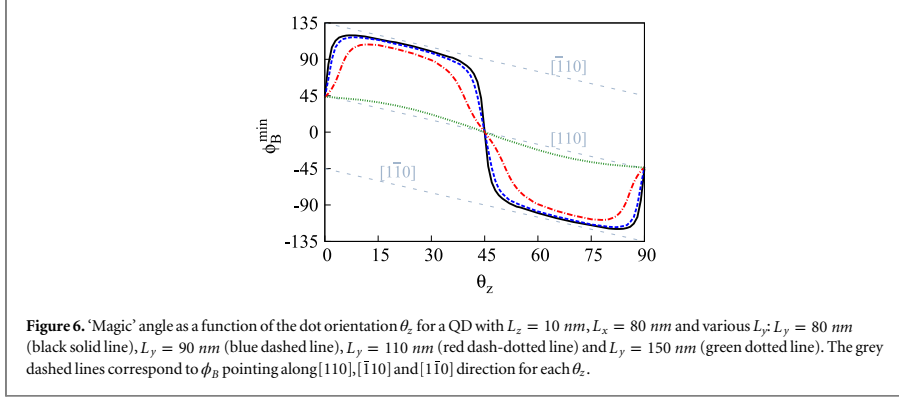 135
90
45
0
-45
-90
-135
ϕ_B^min
[1̄10]
[110]
[11̄0]
0 15 30 45 60 75 90
θ_z
Figure 6. ‘Magic’ angle as a function of the dot orientation θ_z for a QD with L_z = 10 nm, L_x = 80 nm and various L_y: L_y = 80 nm
(black solid line), L_y = 90 nm (blue dashed line), L_y = 110 nm (red dash-dotted line) and L_y = 150 nm (green dotted line). The grey
dashed lines correspond to ϕ_B pointing along [110], [1̄10] and [11̄0] direction for each θ_z.